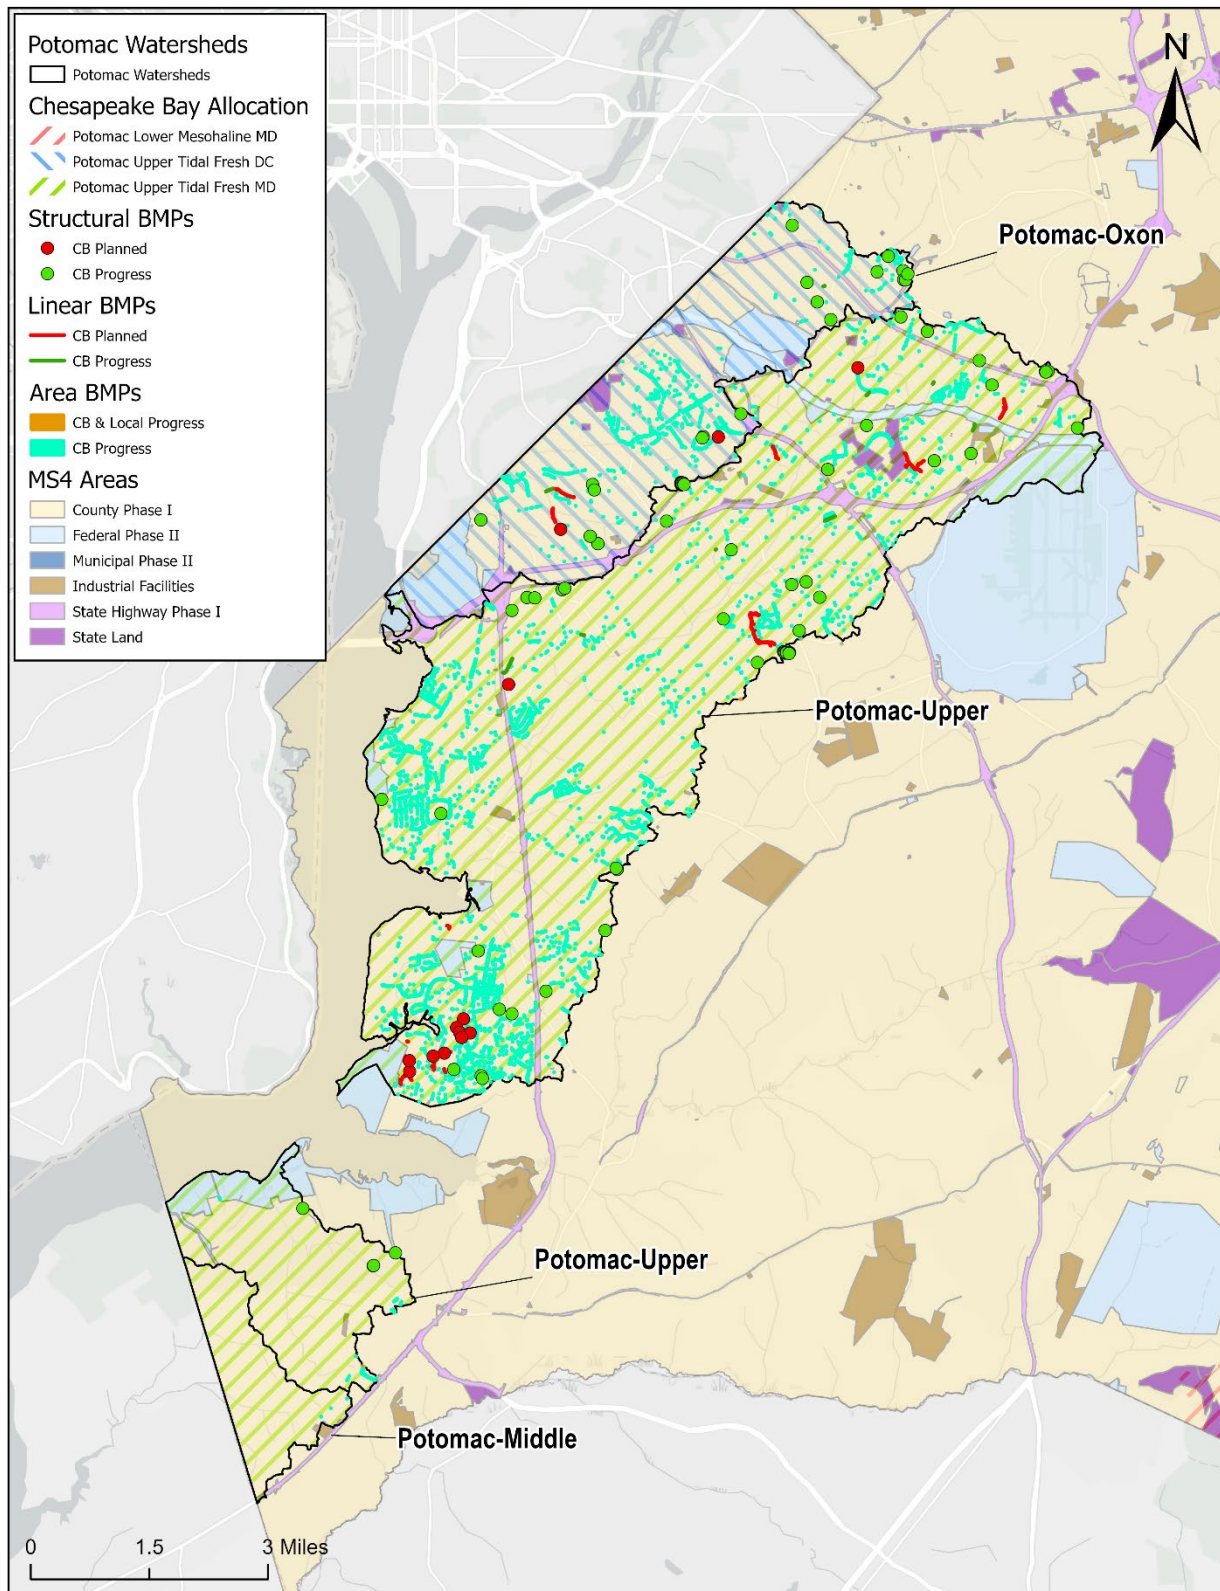 Potomac Watersheds
Potomac Watersheds
Chesapeake Bay Allocation
Potomac Lower Mesohaline MD
Potomac Upper Tidal Fresh DC
Potomac Upper Tidal Fresh MD
Structural BMPs
CB Planned
CB Progress
Linear BMPs
CB Planned
CB Progress
Area BMPs
CB & Local Progress
CB Progress
MS4 Areas
County Phase I
Federal Phase II
Municipal Phase II
Industrial Facilities
State Highway Phase I
State Land
N
Potomac-Oxon
Potomac-Upper
Potomac-Upper
Potomac-Middle
0 1.5 3 Miles